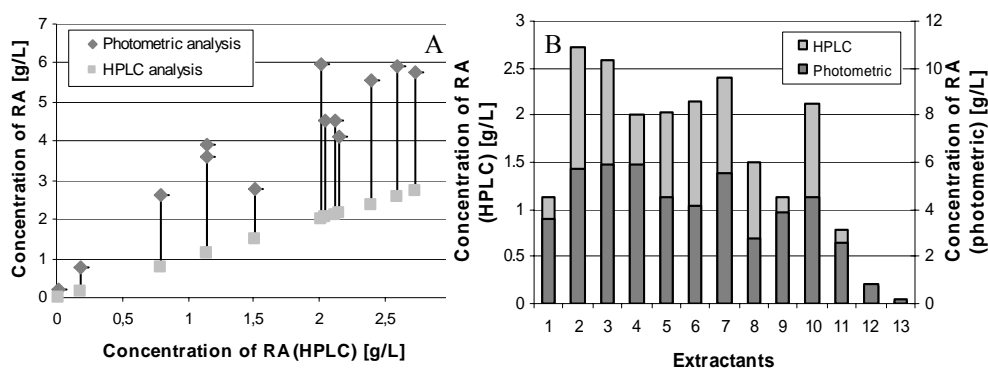 A
Photometric analysis
HPLC analysis
Concentration of RA [g/L]
7
6
5
4
3
2
1
0
0 0,5 1 1,5 2 2,5
Concentration of RA(HPLC) [g/L]
B
HPLC
Photometric
Concentration of RA
(HPLC) [g/L]
3
2.5
2
1.5
1
0.5
0
12
10
8
6
4
2
0
Concentration of RA
(photometric) [g/L]
1 2 3 4 5 6 7 8 9 10 11 12 13
Extractants